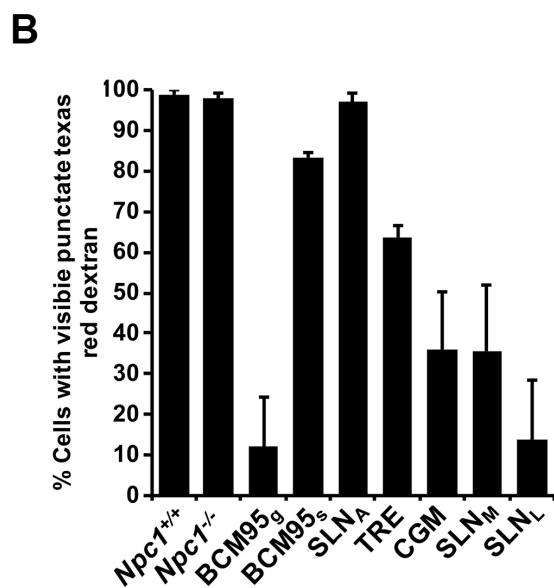 B
% Cells with visibie punctate texas
red dextran
100
90
80
70
60
50
40
30
20
10
0
Npc1+/+
Npc1-/-
BCM95g
BCM95s
SLNA
TRE
CGM
SLNM
SLNL